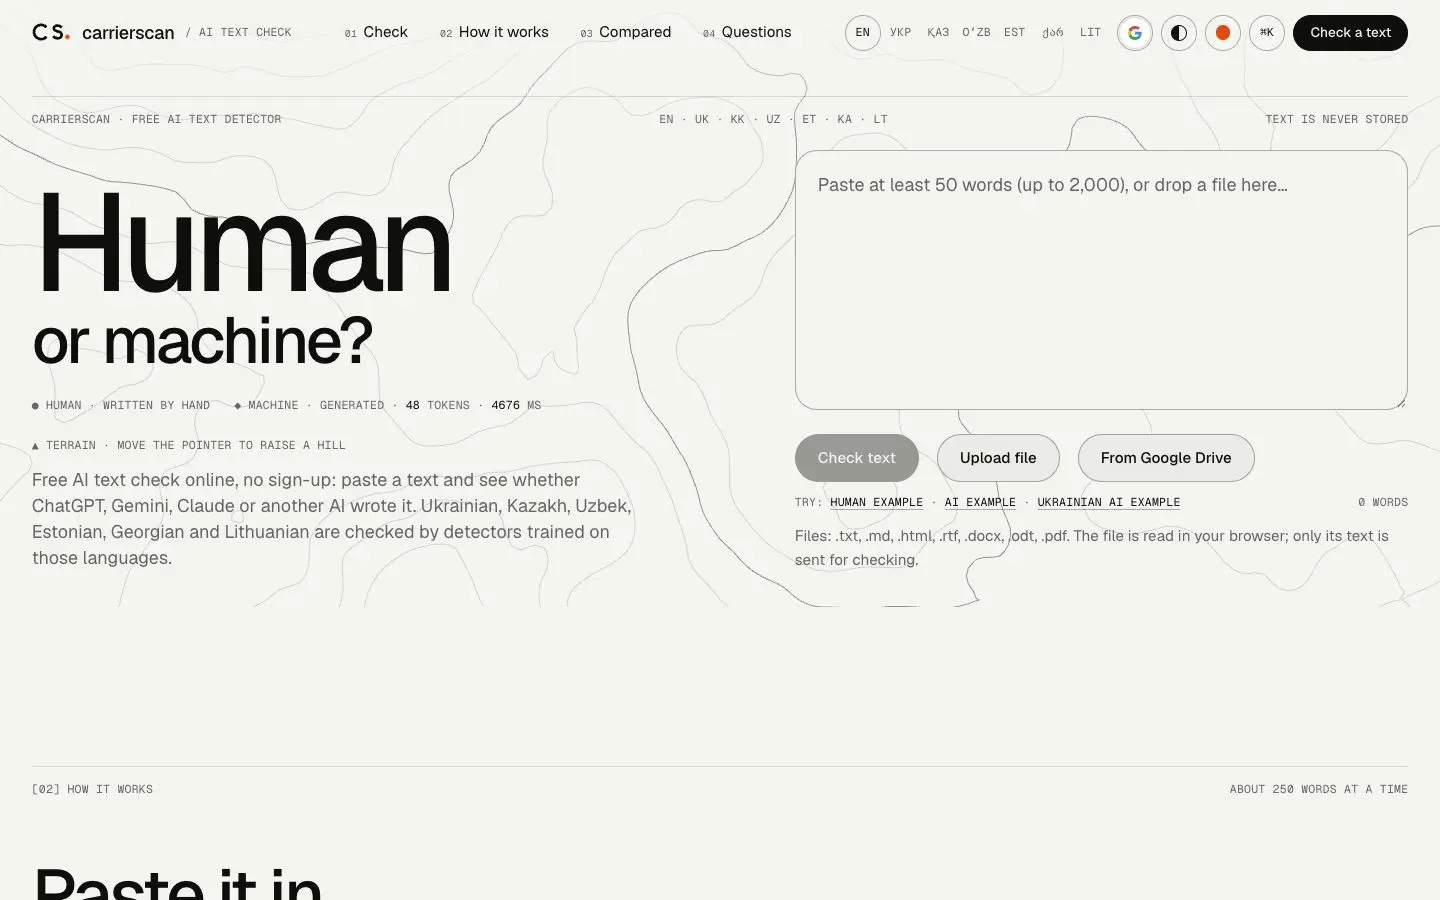 CS. carrierscan / AI TEXT CHECK 01 Check 02 How it works 03 Compared 04 Questions EN УКР ҚАЗ OʻZB EST ქარ LIT ⌘K Check a text
CARRIERSCAN · FREE AI TEXT DETECTOR EN · UK · KK · UZ · ET · KA · LT TEXT IS NEVER STORED
Human
or machine?
● HUMAN · WRITTEN BY HAND ◆ MACHINE · GENERATED · 48 TOKENS · 4676 MS
▲ TERRAIN · MOVE THE POINTER TO RAISE A HILL
Free AI text check online, no sign-up: paste a text and see whether
ChatGPT, Gemini, Claude or another AI wrote it. Ukrainian, Kazakh, Uzbek,
Estonian, Georgian and Lithuanian are checked by detectors trained on
those languages.
Paste at least 50 words (up to 2,000), or drop a file here…
Check text Upload file From Google Drive
TRY: HUMAN EXAMPLE · AI EXAMPLE · UKRAINIAN AI EXAMPLE 0 WORDS
Files: .txt, .md, .html, .rtf, .docx, .odt, .pdf. The file is read in your browser; only its text is
sent for checking.
[02] HOW IT WORKS ABOUT 250 WORDS AT A TIME
Paste it in